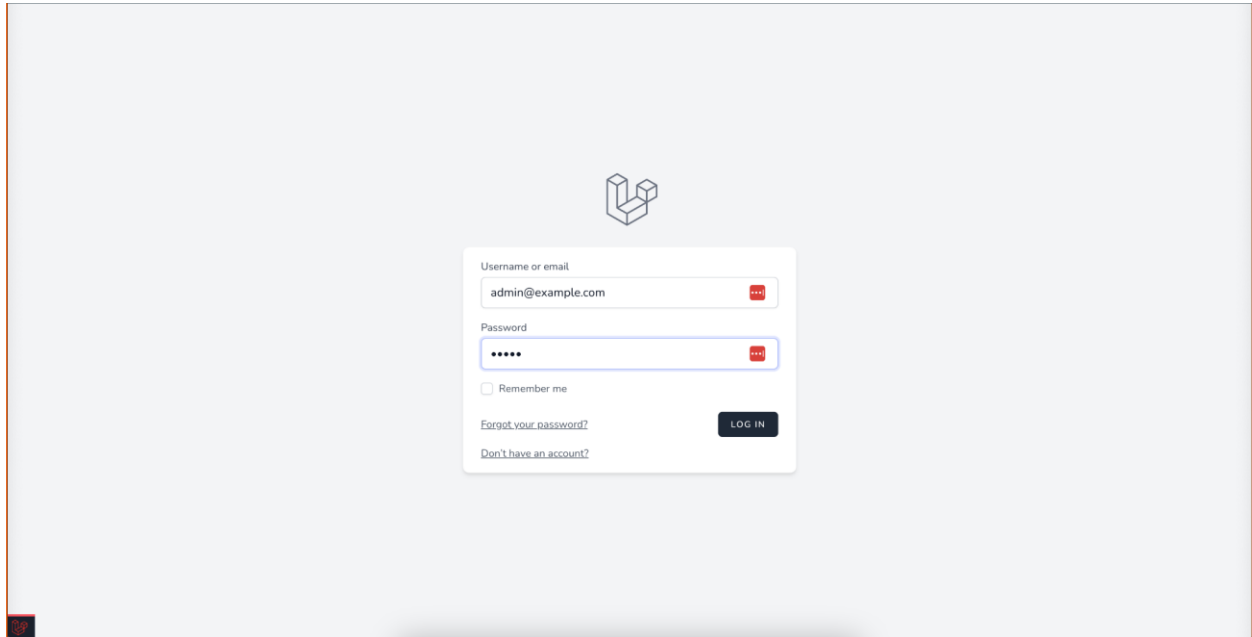 Username or email
admin@example.com
Password
•••••
Remember me
Forgot your password?
LOG IN
Don't have an account?